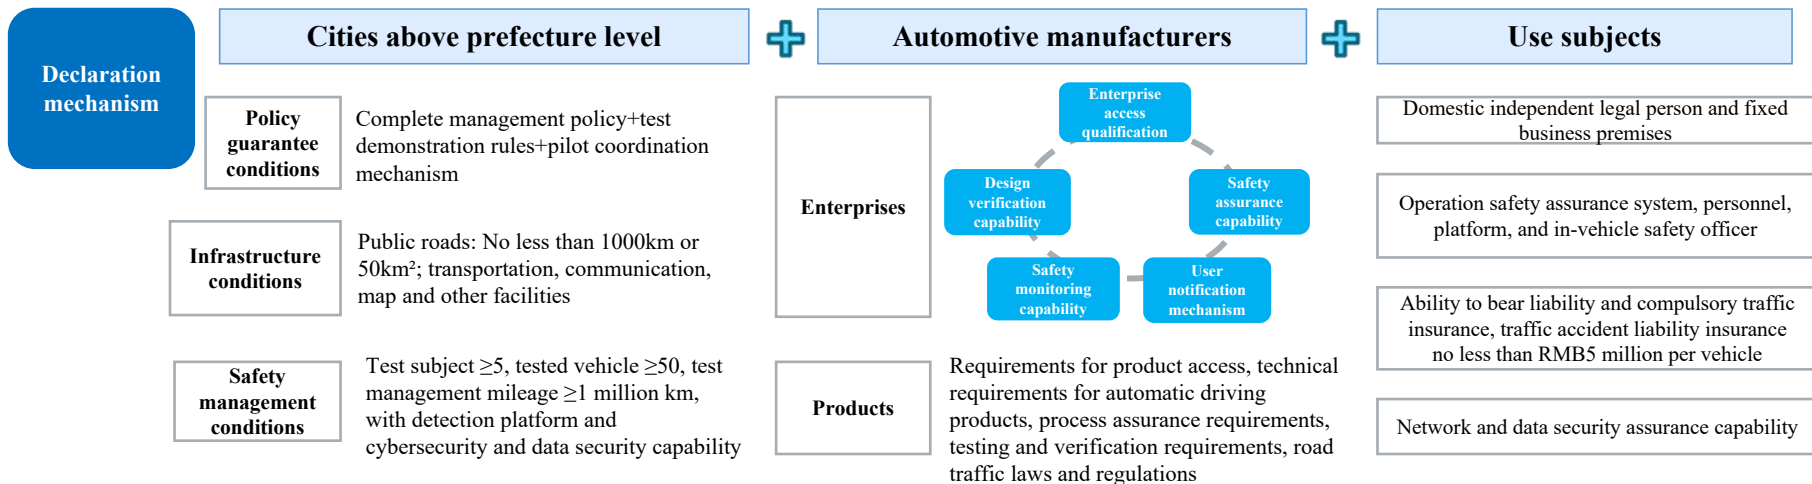 Declaration
mechanism
Cities above prefecture level
Policy
guarantee
conditions
Complete management policy+test
demonstration rules+pilot coordination
mechanism
Infrastructure
conditions
Public roads: No less than 1000km or
50km²; transportation, communication,
map and other facilities
Safety
management
conditions
Test subject ≥5, tested vehicle ≥50, test
management mileage ≥1 million km,
with detection platform and
cybersecurity and data security capability
Automotive manufacturers
Enterprises
Enterprise
access
qualification
Design
verification
capability
Safety
assurance
capability
Safety
monitoring
capability
User
notification
mechanism
Products
Requirements for product access, technical
requirements for automatic driving
products, process assurance requirements,
testing and verification requirements, road
traffic laws and regulations
Use subjects
Domestic independent legal person and fixed
business premises
Operation safety assurance system, personnel,
platform, and in-vehicle safety officer
Ability to bear liability and compulsory traffic
insurance, traffic accident liability insurance
no less than RMB5 million per vehicle
Network and data security assurance capability